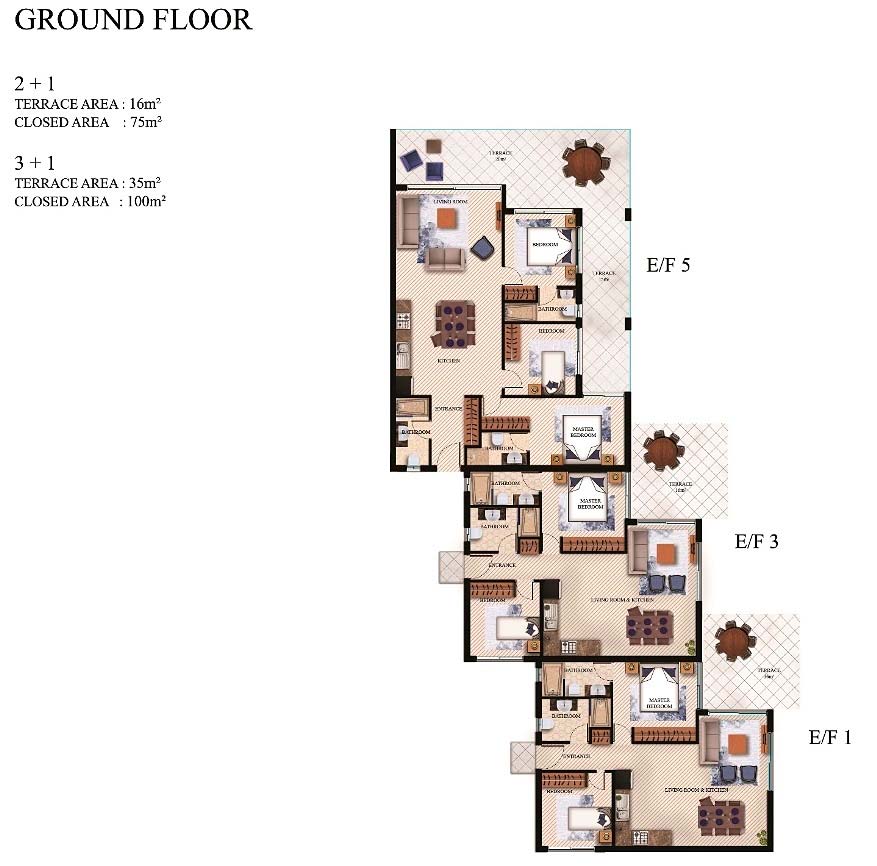 GROUND FLOOR
2 + 1
TERRACE AREA : 16m²
CLOSED AREA : 75m²
3 + 1
TERRACE AREA : 35m²
CLOSED AREA : 100m²
TERRACE
LIVING ROOM
BEDROOM
E/F 5
TERRACE
BATHROOM
BEDROOM
KITCHEN
ENTRANCE
BATHROOM
MASTER
BEDROOM
BATHROOM
BATHROOM
MASTER
BEDROOM
TERRACE
16m²
BATHROOM
E/F 3
ENTRANCE
BEDROOM
LIVING ROOM & KITCHEN
BATHROOM
MASTER
BEDROOM
TERRACE
16m²
BATHROOM
E/F 1
ENTRANCE
BEDROOM
LIVING ROOM & KITCHEN